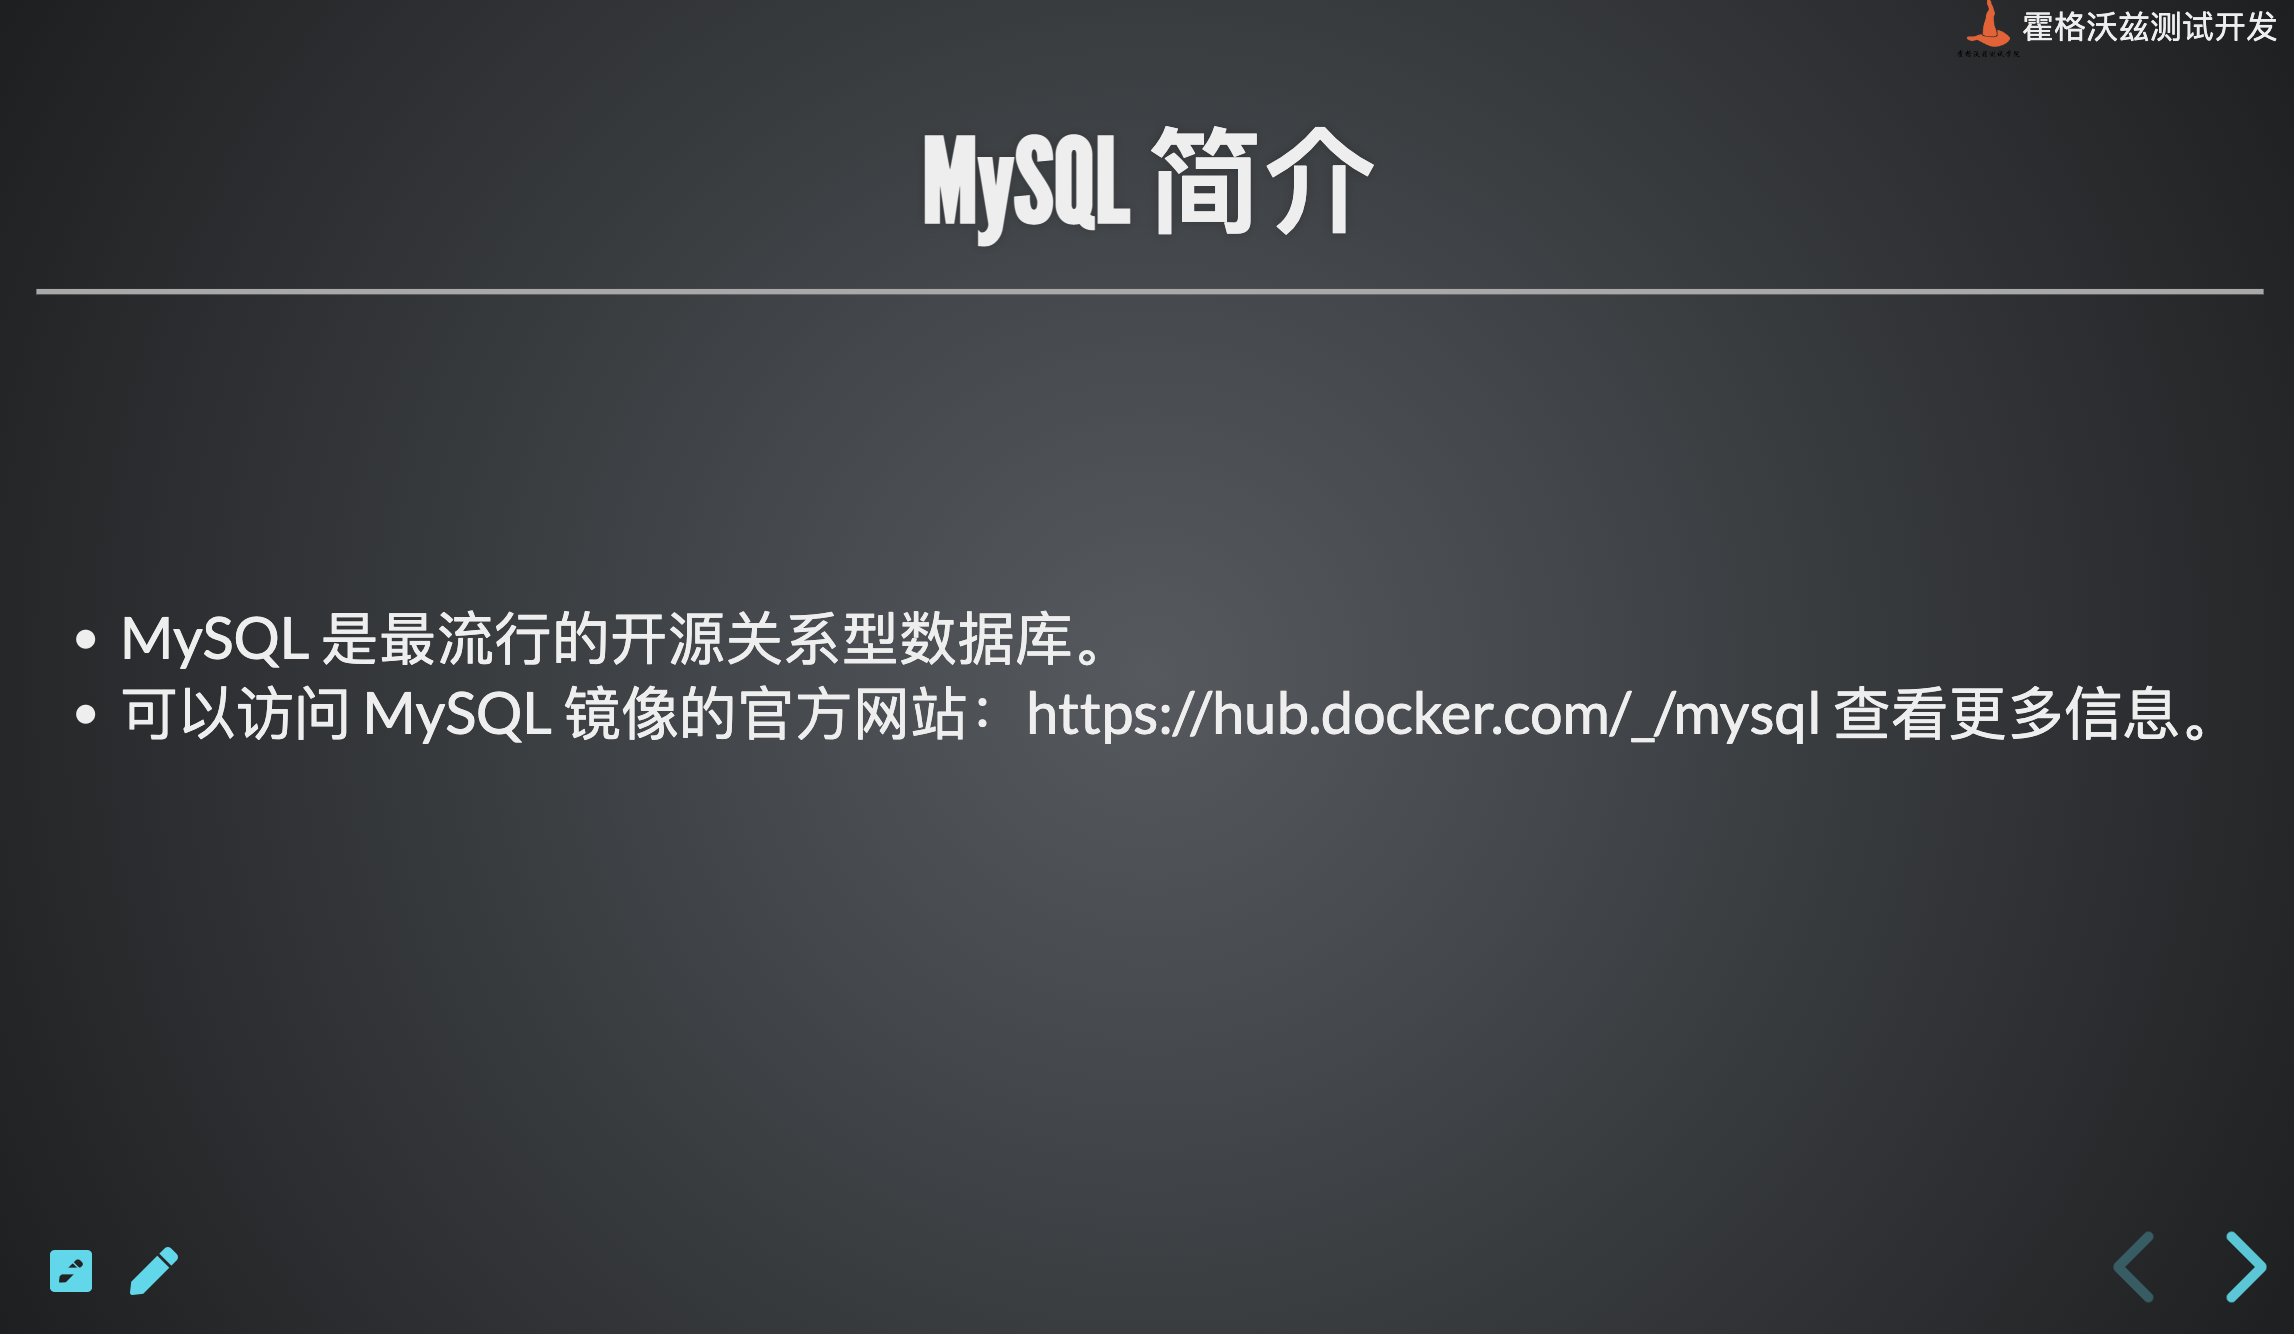 霍格沃兹测试开发
MySQL 简介
MySQL 是最流行的开源关系型数据库。
可以访问 MySQL 镜像的官方网站：https://hub.docker.com/_/mysql 查看更多信息。